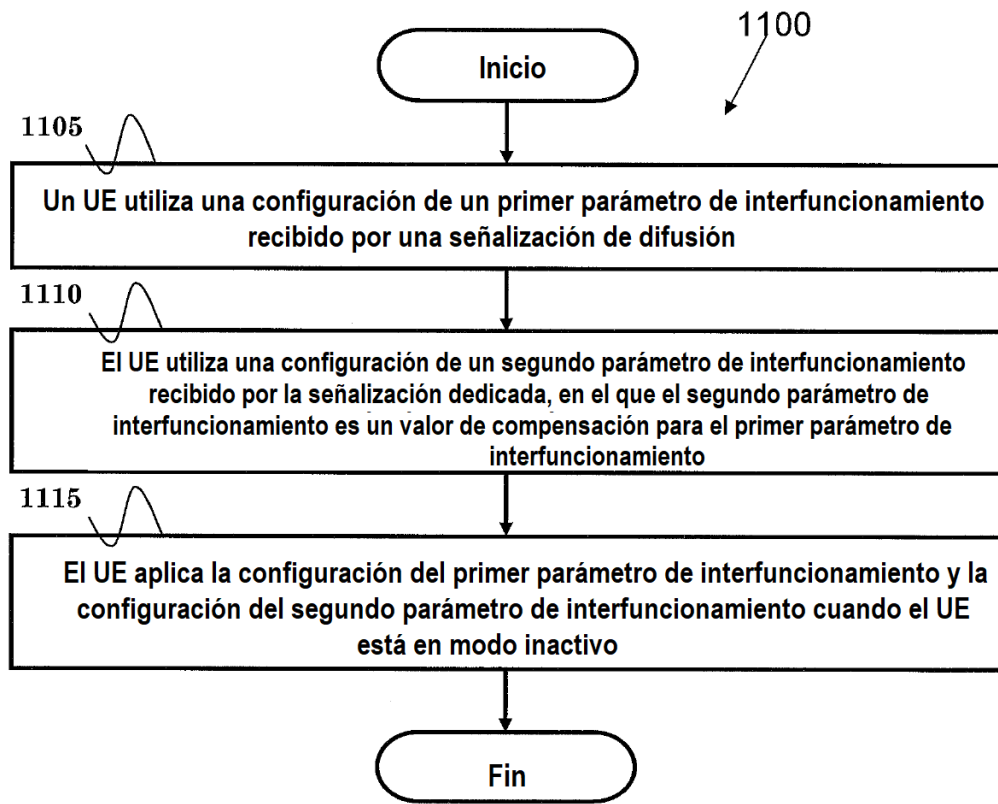 1100
Inicio
1105
Un UE utiliza una configuración de un primer parámetro de interfuncionamiento
recibido por una señalización de difusión
1110
El UE utiliza una configuración de un segundo parámetro de interfuncionamiento
recibido por la señalización dedicada, en el que el segundo parámetro de
interfuncionamiento es un valor de compensación para el primer parámetro de
interfuncionamiento
1115
El UE aplica la configuración del primer parámetro de interfuncionamiento y la
configuración del segundo parámetro de interfuncionamiento cuando el UE
está en modo inactivo
Fin